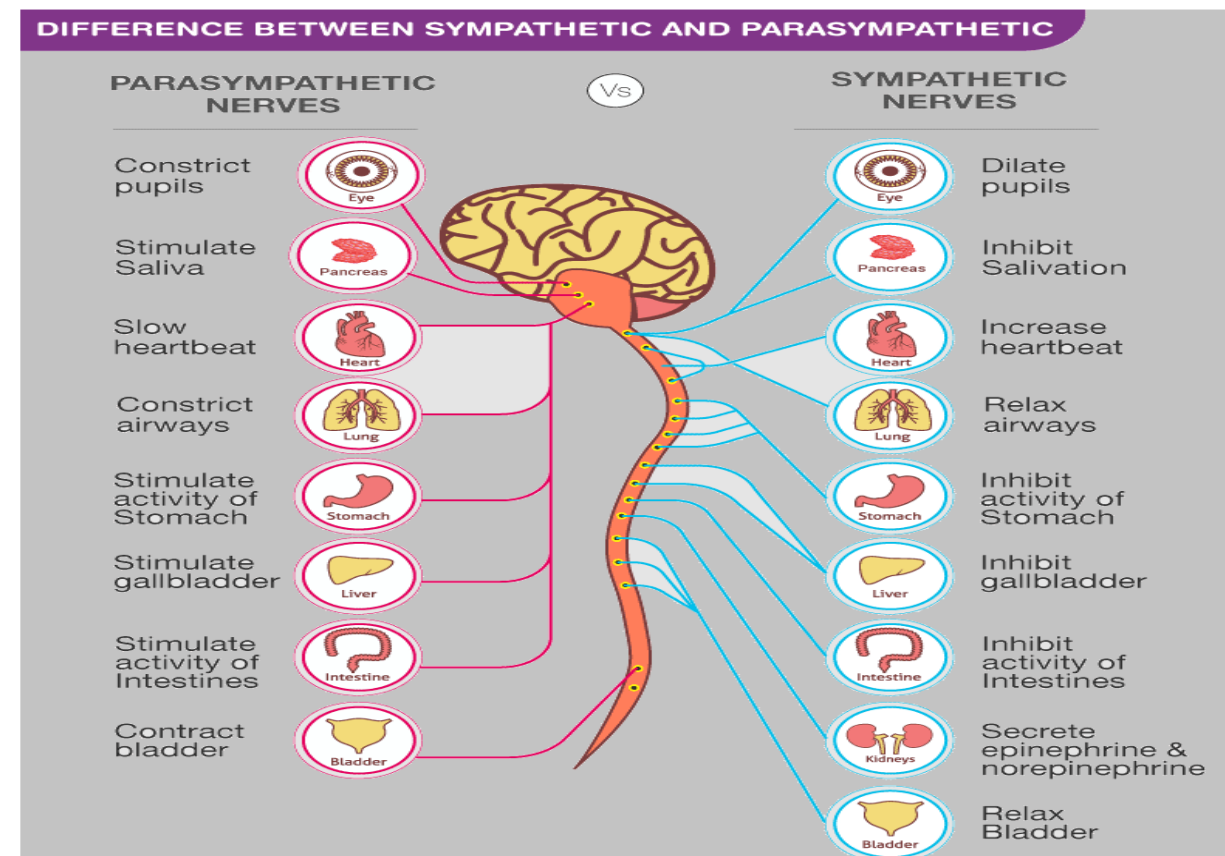 DIFFERENCE BETWEEN SYMPATHETIC AND PARASYMPATHETIC
PARASYMPATHETIC
NERVES
Vs
SYMPATHETIC
NERVES
Constrict
pupils
Eye
Stimulate
Saliva
Pancreas
Slow
heartbeat
Heart
Constrict
airways
Lung
Stimulate
activity of
Stomach
Stomach
Stimulate
gallbladder
Liver
Stimulate
activity of
Intestines
Intestine
Contract
bladder
Bladder
Eye
Dilate
pupils
Pancreas
Inhibit
Salivation
Heart
Increase
heartbeat
Lung
Relax
airways
Stomach
Inhibit
activity of
Stomach
Liver
Inhibit
gallbladder
Intestine
Inhibit
activity of
Intestines
Kidneys
Secrete
epinephrine &
norepinephrine
Bladder
Relax
Bladder